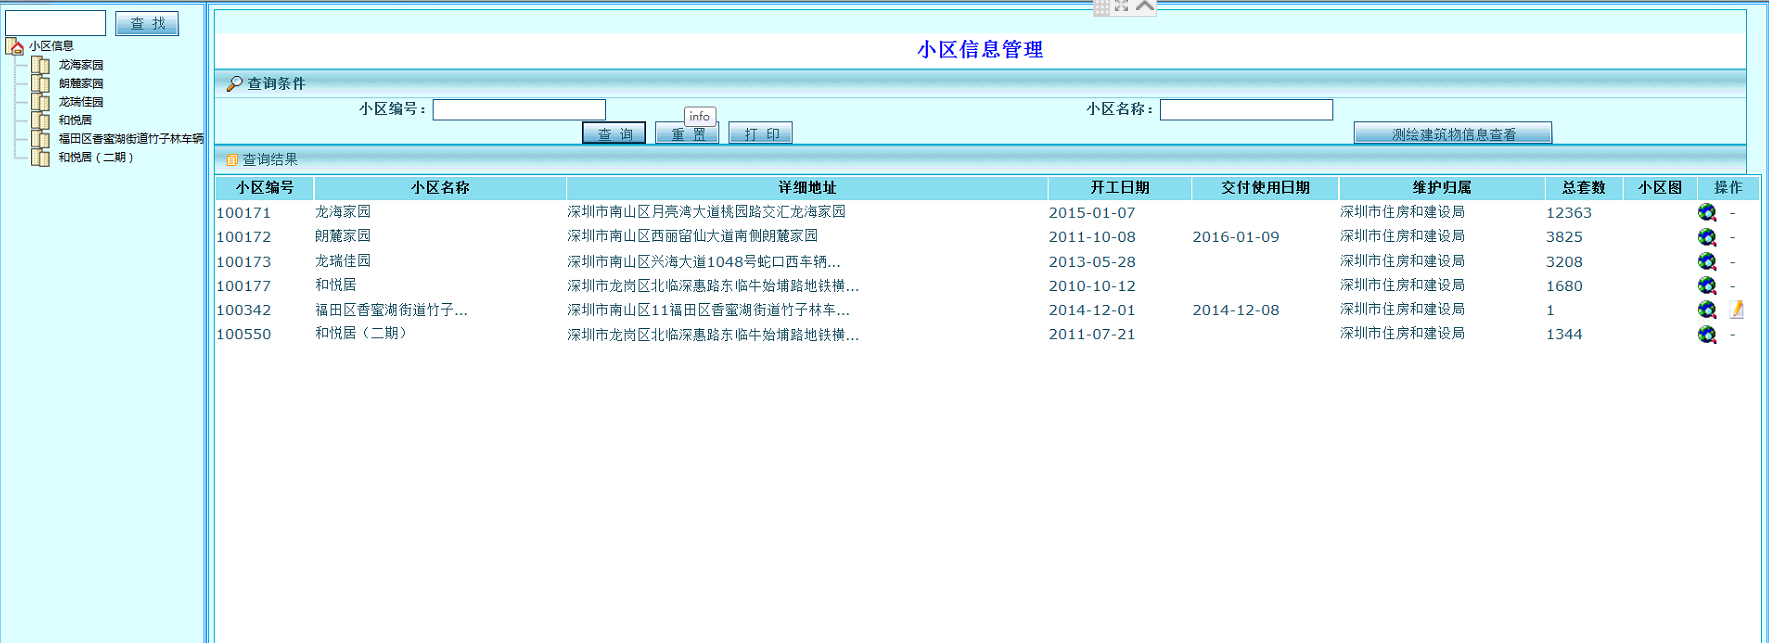 查 找
小区信息
龙海家园
朗麓家园
龙瑞佳园
和悦居
福田区香蜜湖街道竹子林车辆
和悦居（二期）
小区信息管理
查询条件
小区编号： 小区名称：
info
查 询 重 置 打 印 测绘建筑物信息查看
查询结果
小区编号 小区名称 详细地址 开工日期 交付使用日期 维护归属 总套数 小区图 操作
100171 龙海家园 深圳市南山区月亮湾大道桃园路交汇龙海家园 2015-01-07 深圳市住房和建设局 12363 -
100172 朗麓家园 深圳市南山区西丽留仙大道南侧朗麓家园 2011-10-08 2016-01-09 深圳市住房和建设局 3825 -
100173 龙瑞佳园 深圳市南山区兴海大道1048号蛇口西车辆... 2013-05-28 深圳市住房和建设局 3208 -
100177 和悦居 深圳市龙岗区北临深惠路东临牛始埔路地铁横... 2010-10-12 深圳市住房和建设局 1680 -
100342 福田区香蜜湖街道竹子... 深圳市南山区11福田区香蜜湖街道竹子林车... 2014-12-01 2014-12-08 深圳市住房和建设局 1
100550 和悦居（二期） 深圳市龙岗区北临深惠路东临牛始埔路地铁横... 2011-07-21 深圳市住房和建设局 1344 -